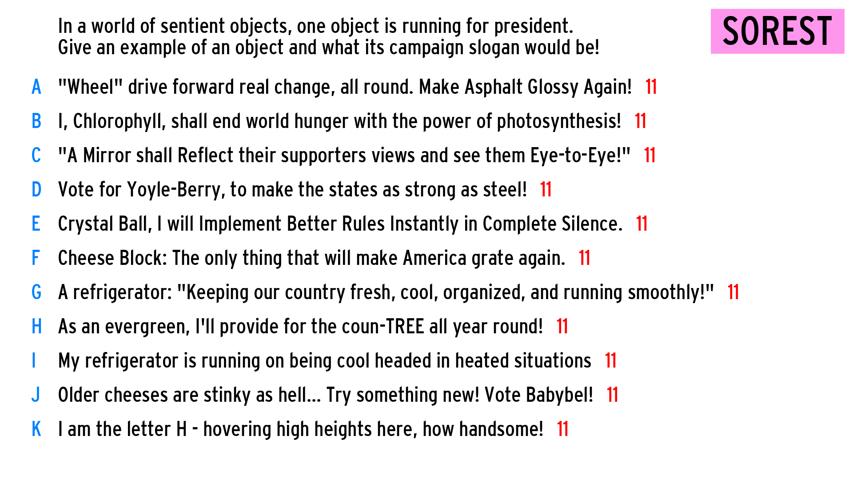 In a world of sentient objects, one object is running for president.
Give an example of an object and what its campaign slogan would be!
SOREST
A "Wheel" drive forward real change, all round. Make Asphalt Glossy Again! 11
B I, Chlorophyll, shall end world hunger with the power of photosynthesis! 11
C "A Mirror shall Reflect their supporters views and see them Eye-to-Eye!" 11
D Vote for Yoyle-Berry, to make the states as strong as steel! 11
E Crystal Ball, I will Implement Better Rules Instantly in Complete Silence. 11
F Cheese Block: The only thing that will make America grate again. 11
G A refrigerator: "Keeping our country fresh, cool, organized, and running smoothly!" 11
H As an evergreen, I'll provide for the coun-TREE all year round! 11
I My refrigerator is running on being cool headed in heated situations 11
J Older cheeses are stinky as hell... Try something new! Vote Babybel! 11
K I am the letter H - hovering high heights here, how handsome! 11